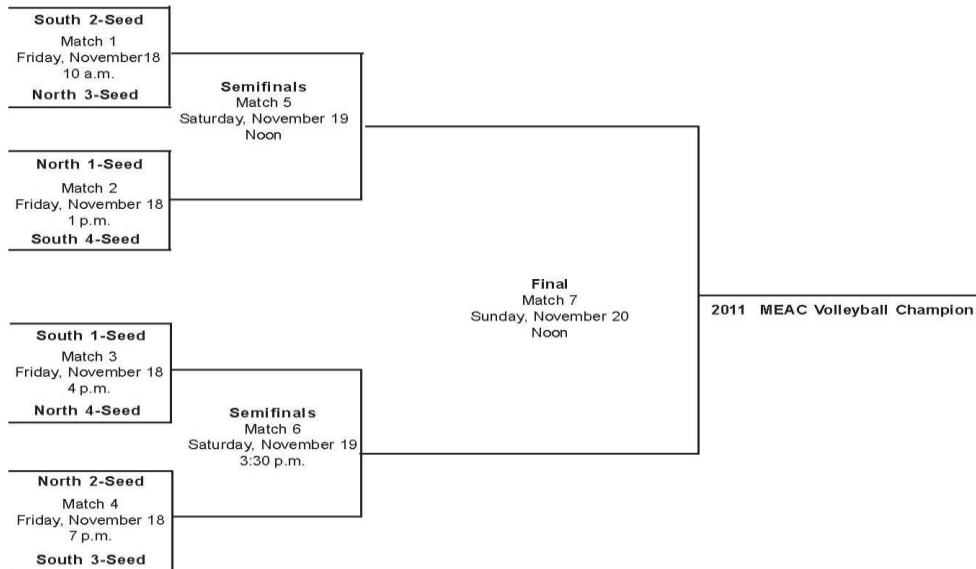 South 2-Seed
Match 1
Friday, November18
10 a.m.
North 3-Seed
Semifinals
Match 5
Saturday, November 19
Noon
North 1-Seed
Match 2
Friday, November 18
1 p.m.
South 4-Seed
Final
Match 7
Sunday, November 20
Noon
2011 MEAC Volleyball Champion
South 1-Seed
Match 3
Friday, November 18
4 p.m.
North 4-Seed
Semifinals
Match 6
Saturday, November 19
3:30 p.m.
North 2-Seed
Match 4
Friday, November 18
7 p.m.
South 3-Seed